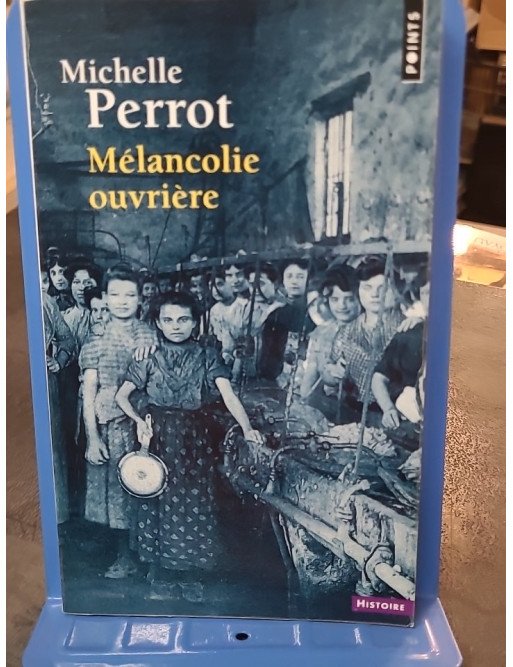 POINTS
Michelle
Perrot
Mélancolie
ouvrière
HISTOIRE